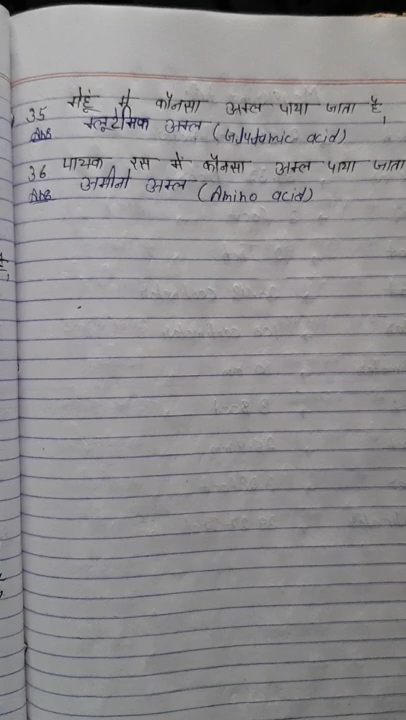 35 गेहूं मे कौनसा अम्ल पाया जाता है,
Ans ग्लूटेमिक अम्ल (Glutamic acid)
36 पाचक रस में कौनसा अम्ल पाया जाता
Ans अमीनो अम्ल (Amino acid)